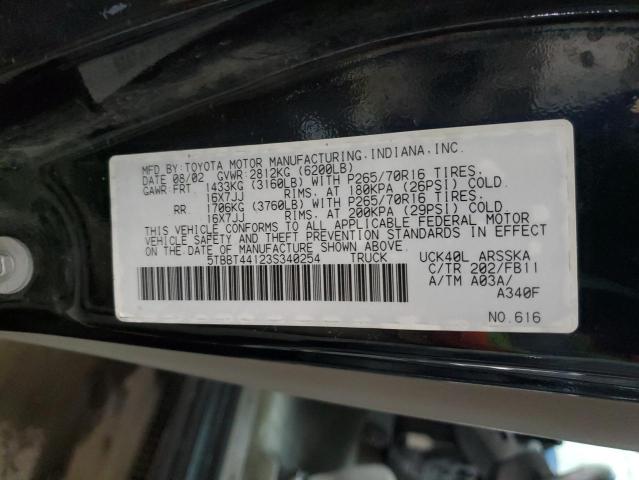 MFD.BY:TOYOTA MOTOR MANUFACTURING,INDIANA,INC.
DATE 08/02 GVWR:2812KG (6200LB)
GAWR:FRT. 1433KG (3160LB) WITH P265/70R16 TIRES,
16X7JJ RIMS, AT 180KPA (26PSI) COLD.
RR. 1706KG (3760LB) WITH P265/70R16 TIRES,
16X7JJ RIMS, AT 200KPA (29PSI) COLD.
THIS VEHICLE CONFORMS TO ALL APPLICABLE FEDERAL MOTOR
VEHICLE SAFETY AND THEFT PREVENTION STANDARDS IN EFFECT
ON THE DATE OF MANUFACTURE SHOWN ABOVE.
5TBBT44123S340254 TRUCK UCK40L ARSSKA
C/TR 202/FB11
A/TM A03A/
A340F
NO.616